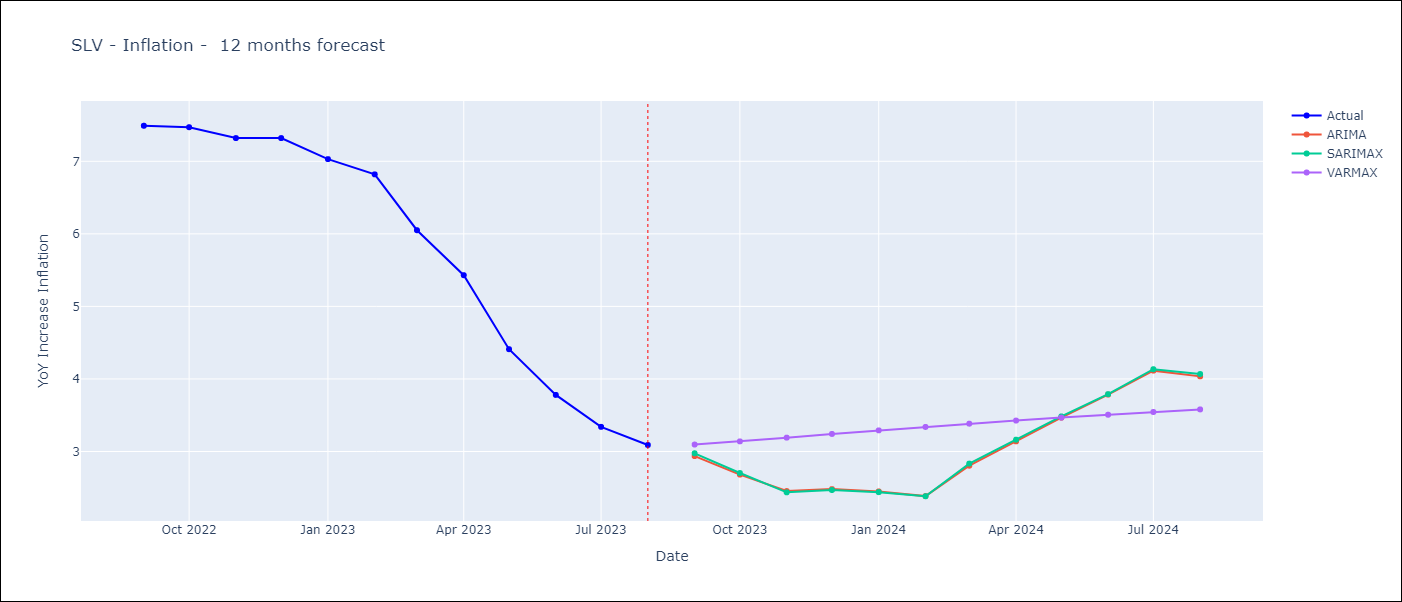 SLV - Inflation -  12 months forecast
Actual
ARIMA
SARIMAX
VARMAX
YoY Increase Inflation
7
6
5
4
3
Oct 2022
Jan 2023
Apr 2023
Jul 2023
Oct 2023
Jan 2024
Apr 2024
Jul 2024
Date